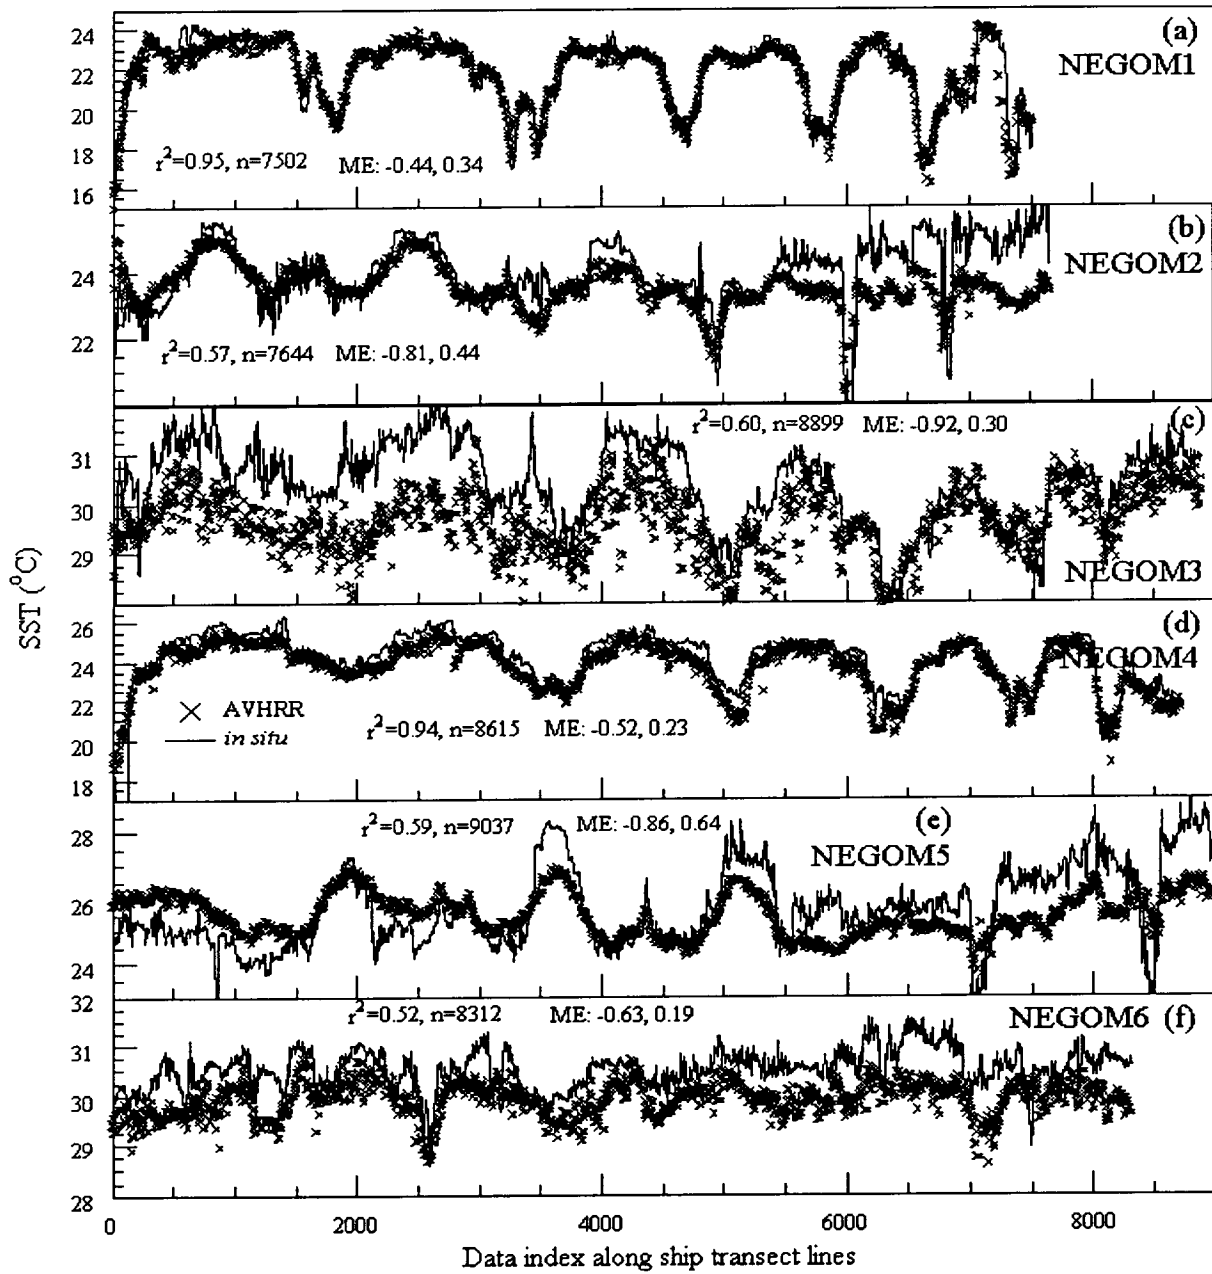 24
22
20
18
16
(a)
NEGOM1
r²=0.95, n=7502 ME: -0.44, 0.34
24
22
(b)
NEGOM2
r²=0.57, n=7644 ME: -0.81, 0.44
31
30
29
r²=0.60, n=8899 ME: -0.92, 0.30
(c)
NEGOM3
SST (⁰C)
26
24
22
20
18
(d)
NEGOM4
AVHRR
in situ
r²=0.94, n=8615 ME: -0.52, 0.23
28
26
24
r²=0.59, n=9037 ME: -0.86, 0.64
(e)
NEGOM5
32
31
30
29
28
r²=0.52, n=8312 ME: -0.63, 0.19
NEGOM6 (f)
0 2000 4000 6000 8000
Data index along ship transect lines